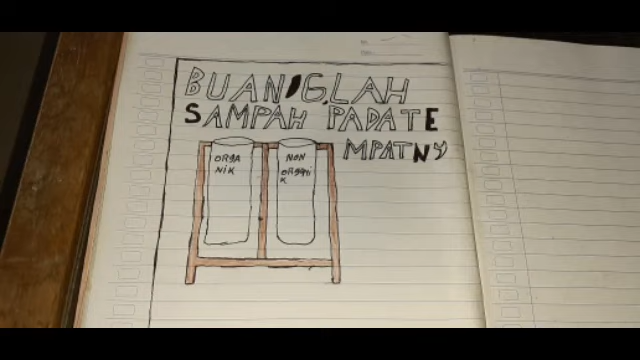 BUANGLAH
SAMPAH PADATE
MPATNY
ORGA
NIK
NON
ORGANI
K